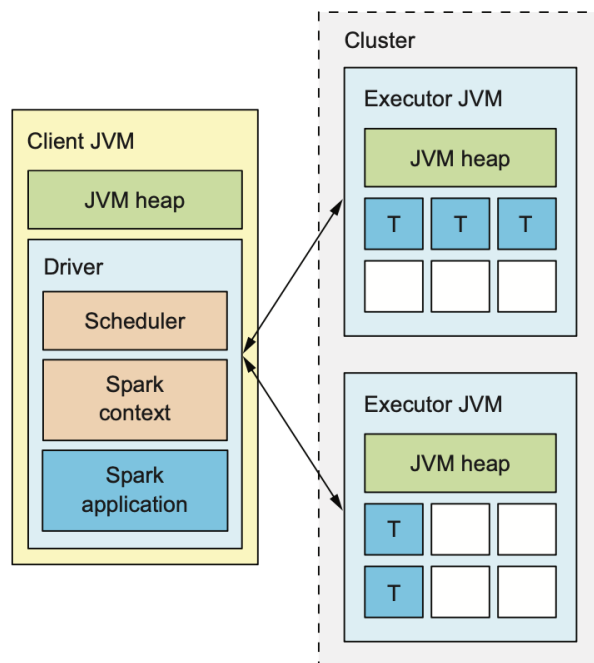 Client JVM
JVM heap
Driver
Scheduler
Spark
context
Spark
application
Cluster
Executor JVM
JVM heap
T T T
Executor JVM
JVM heap
T
T